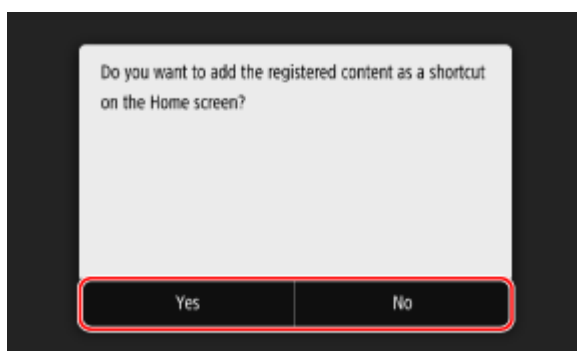 Do you want to add the registered content as a shortcut
on the Home screen?
Yes No